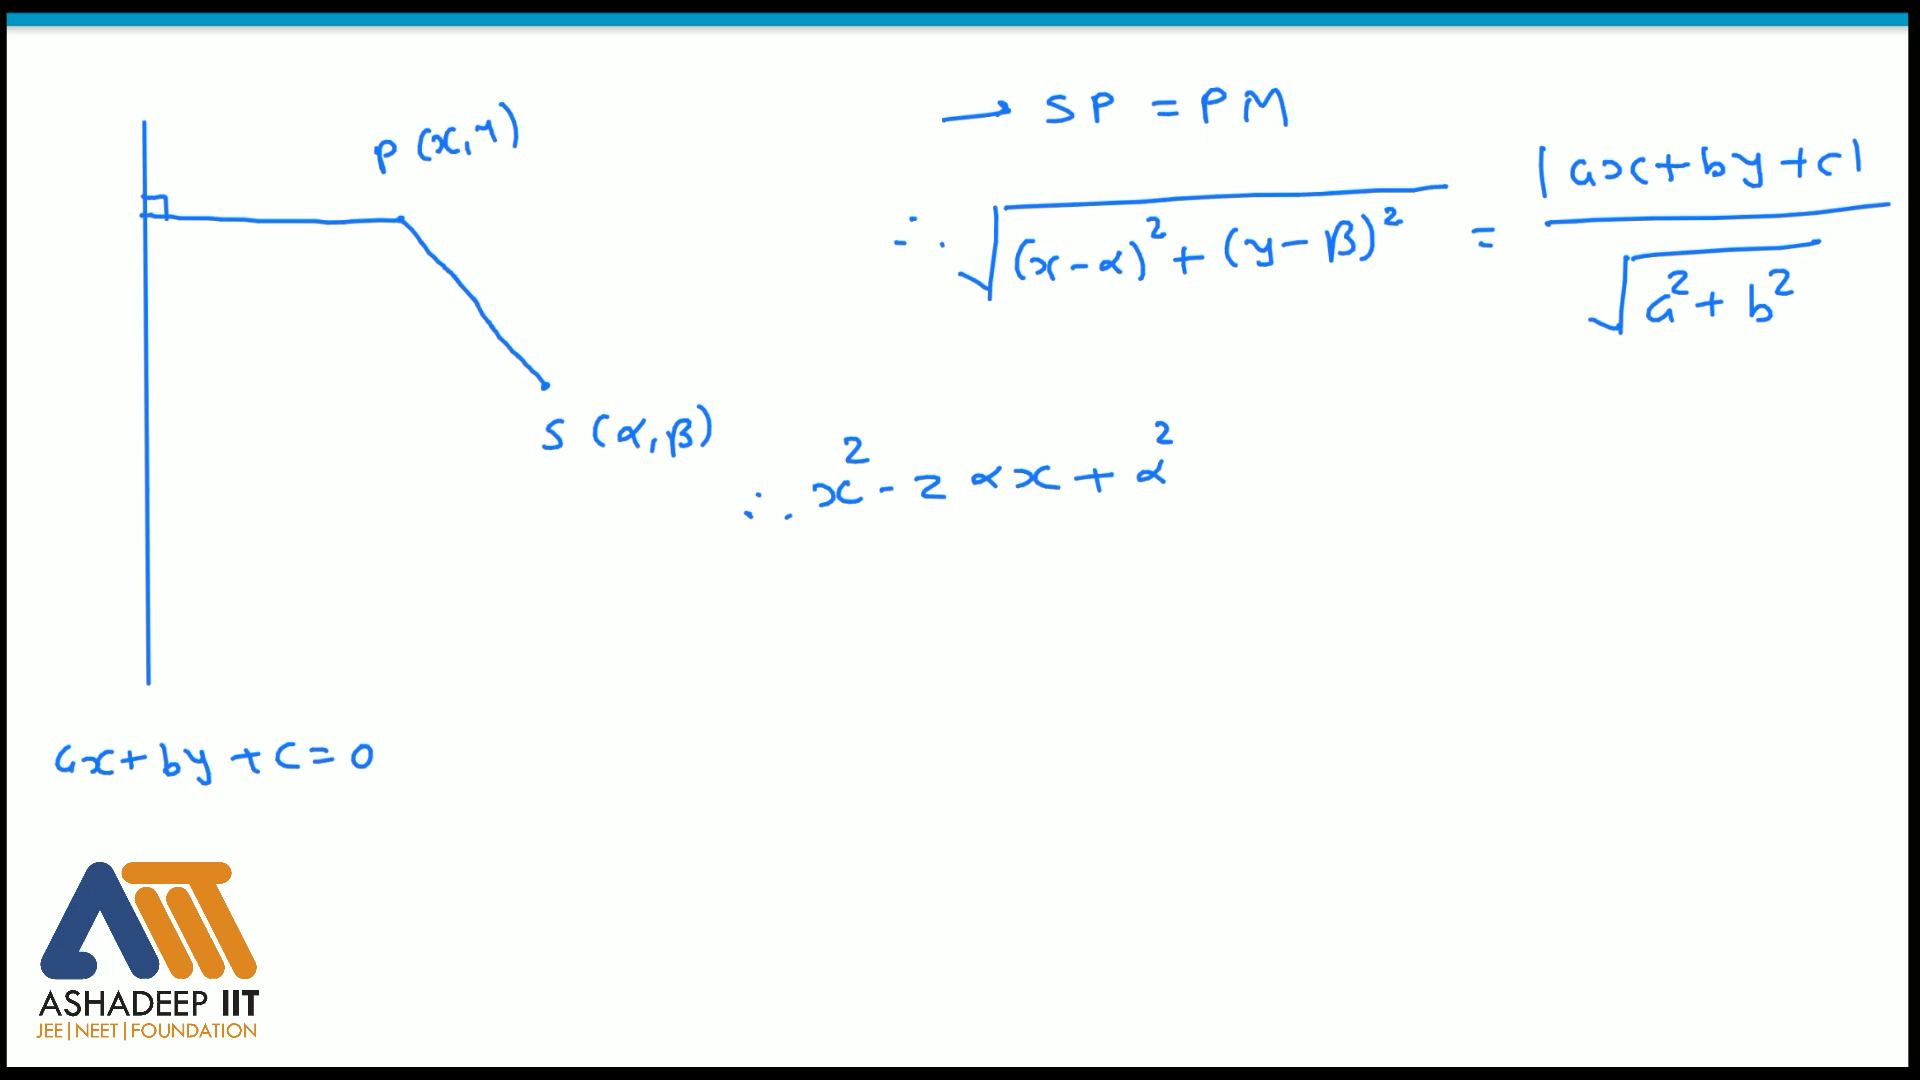 P (x, y)
→ SP = PM
∴ √((x-α)² + (y-β)²) = |ax+by+c| / √(a²+b²)
S (α, β)
∴ x² - 2αx + α²
ax+by+c=0
ASHADEEP IIT
JEE|NEET|FOUNDATION